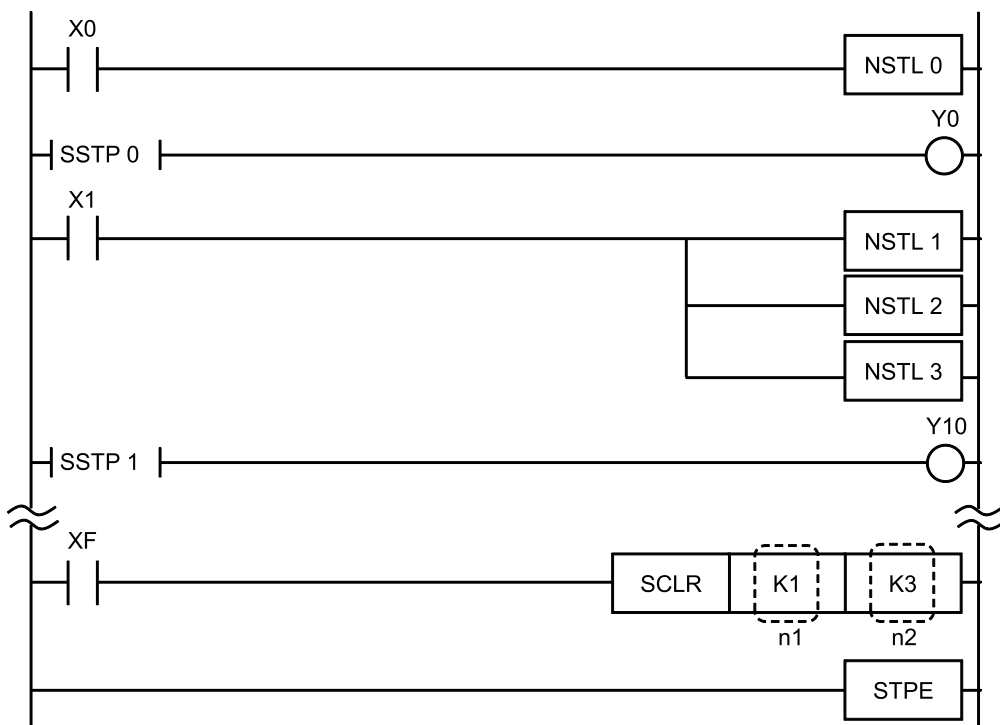 X0
NSTL 0
Y0
SSTP 0
X1
NSTL 1
NSTL 2
NSTL 3
Y10
SSTP 1
XF
SCLR K1 K3
n1 n2
STPE